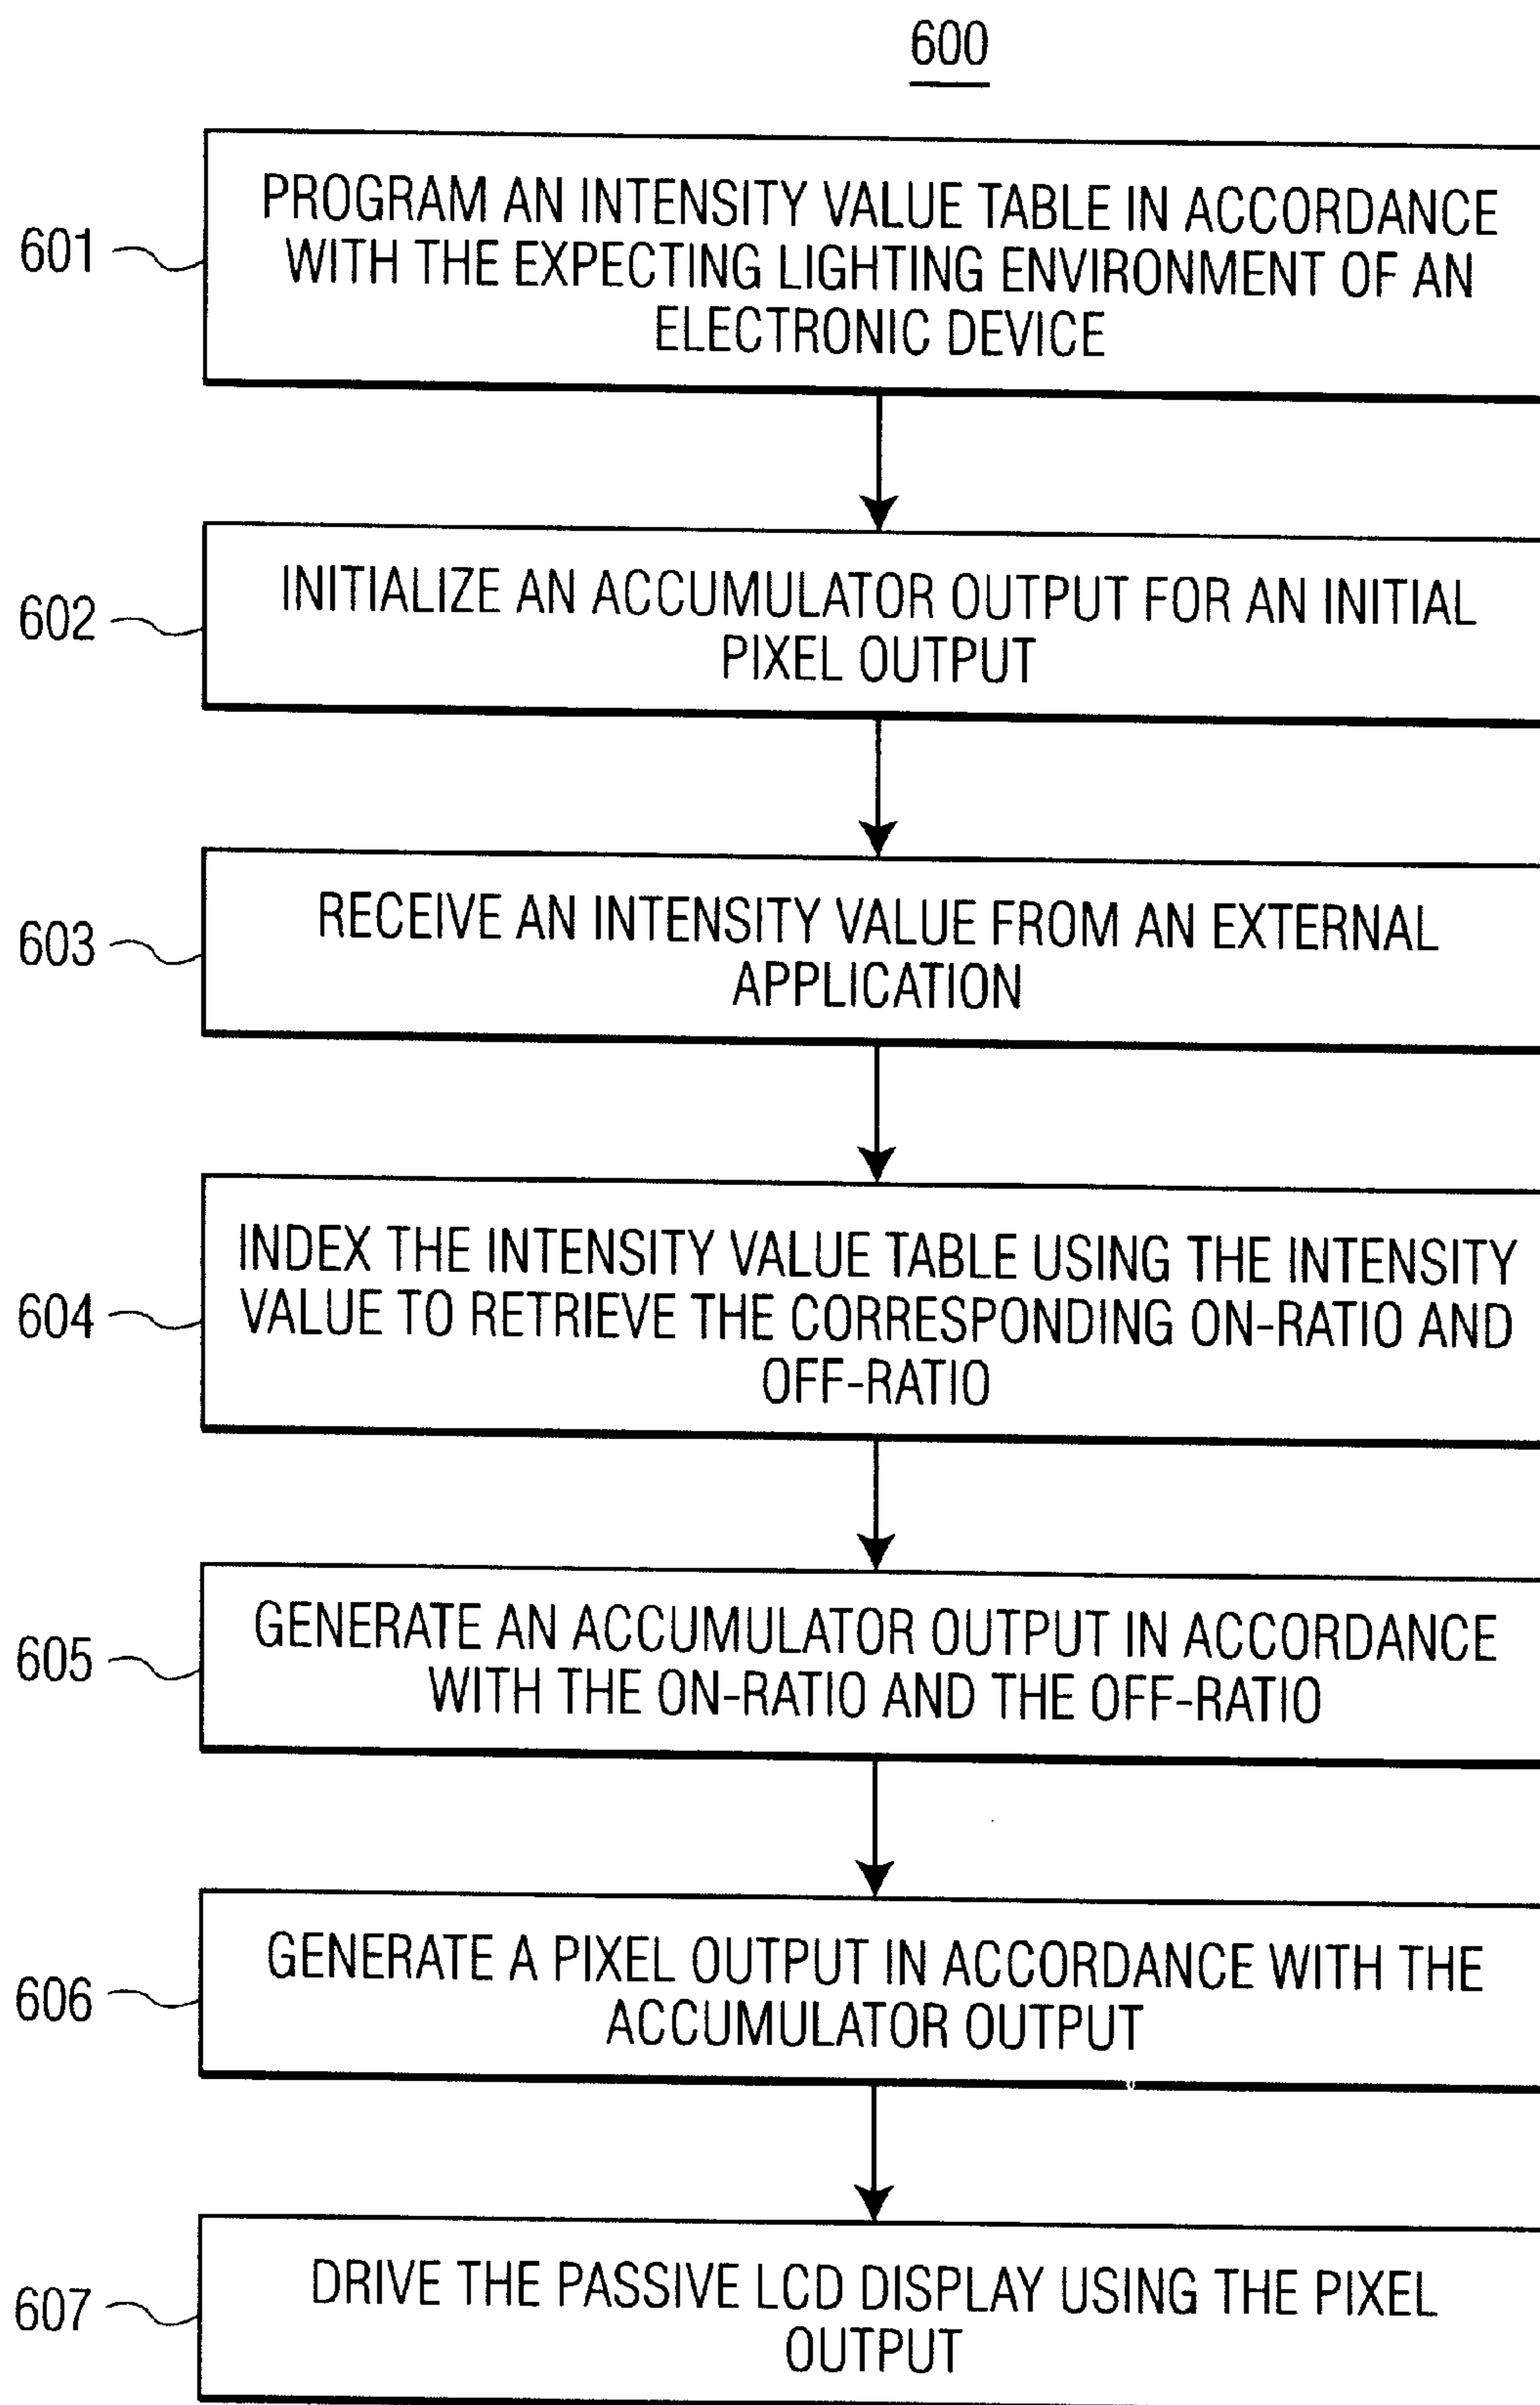 600
601
PROGRAM AN INTENSITY VALUE TABLE IN ACCORDANCE
WITH THE EXPECTING LIGHTING ENVIRONMENT OF AN
ELECTRONIC DEVICE
602
INITIALIZE AN ACCUMULATOR OUTPUT FOR AN INITIAL
PIXEL OUTPUT
603
RECEIVE AN INTENSITY VALUE FROM AN EXTERNAL
APPLICATION
604
INDEX THE INTENSITY VALUE TABLE USING THE INTENSITY
VALUE TO RETRIEVE THE CORRESPONDING ON-RATIO AND
OFF-RATIO
605
GENERATE AN ACCUMULATOR OUTPUT IN ACCORDANCE
WITH THE ON-RATIO AND THE OFF-RATIO
606
GENERATE A PIXEL OUTPUT IN ACCORDANCE WITH THE
ACCUMULATOR OUTPUT
607
DRIVE THE PASSIVE LCD DISPLAY USING THE PIXEL
OUTPUT